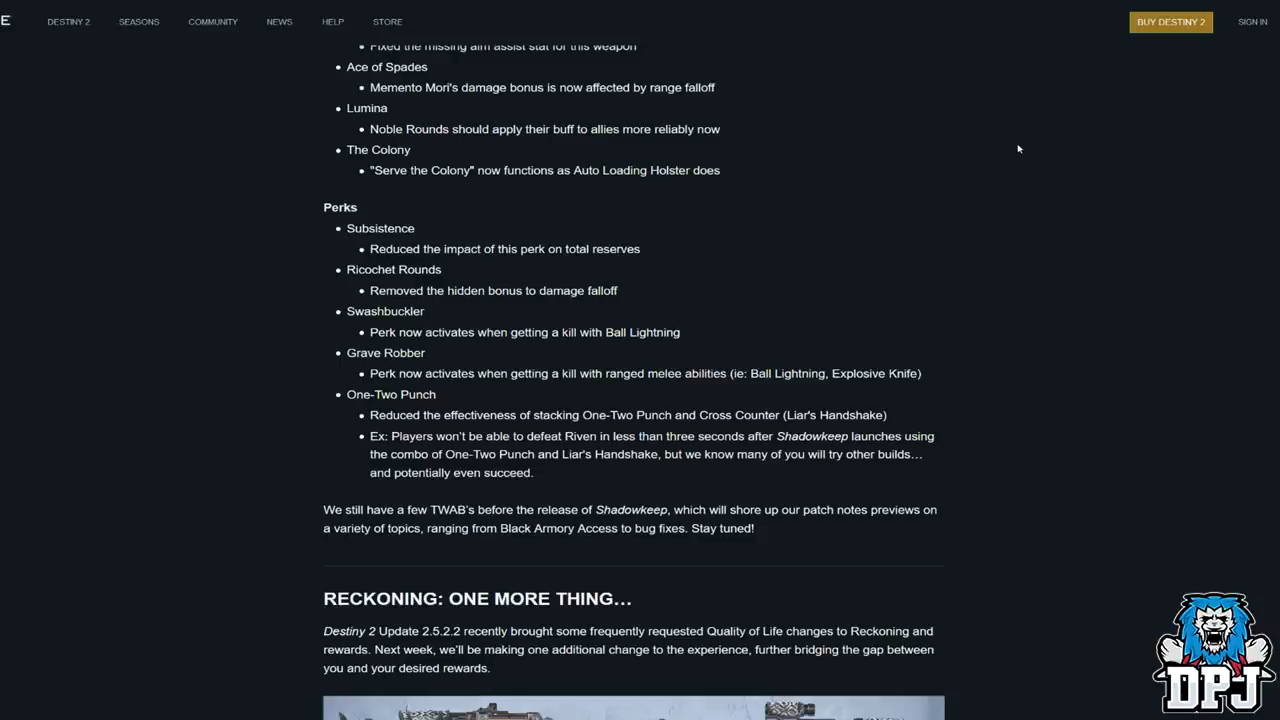 E DESTINY 2 SEASONS COMMUNITY NEWS HELP STORE BUY DESTINY 2 SIGN IN
• Fixed the missing aim assist stat for this weapon
• Ace of Spades
• Memento Mori's damage bonus is now affected by range falloff
• Lumina
• Noble Rounds should apply their buff to allies more reliably now
• The Colony
• "Serve the Colony" now functions as Auto Loading Holster does
Perks
• Subsistence
• Reduced the impact of this perk on total reserves
• Ricochet Rounds
• Removed the hidden bonus to damage falloff
• Swashbuckler
• Perk now activates when getting a kill with Ball Lightning
• Grave Robber
• Perk now activates when getting a kill with ranged melee abilities (ie: Ball Lightning, Explosive Knife)
• One-Two Punch
• Reduced the effectiveness of stacking One-Two Punch and Cross Counter (Liar's Handshake)
• Ex: Players won't be able to defeat Riven in less than three seconds after Shadowkeep launches using
the combo of One-Two Punch and Liar's Handshake, but we know many of you will try other builds…
and potentially even succeed.
We still have a few TWAB's before the release of Shadowkeep, which will shore up our patch notes previews on
a variety of topics, ranging from Black Armory Access to bug fixes. Stay tuned!
RECKONING: ONE MORE THING…
Destiny 2 Update 2.5.2.2 recently brought some frequently requested Quality of Life changes to Reckoning and
rewards. Next week, we'll be making one additional change to the experience, further bridging the gap between
you and your desired rewards.
DPJ